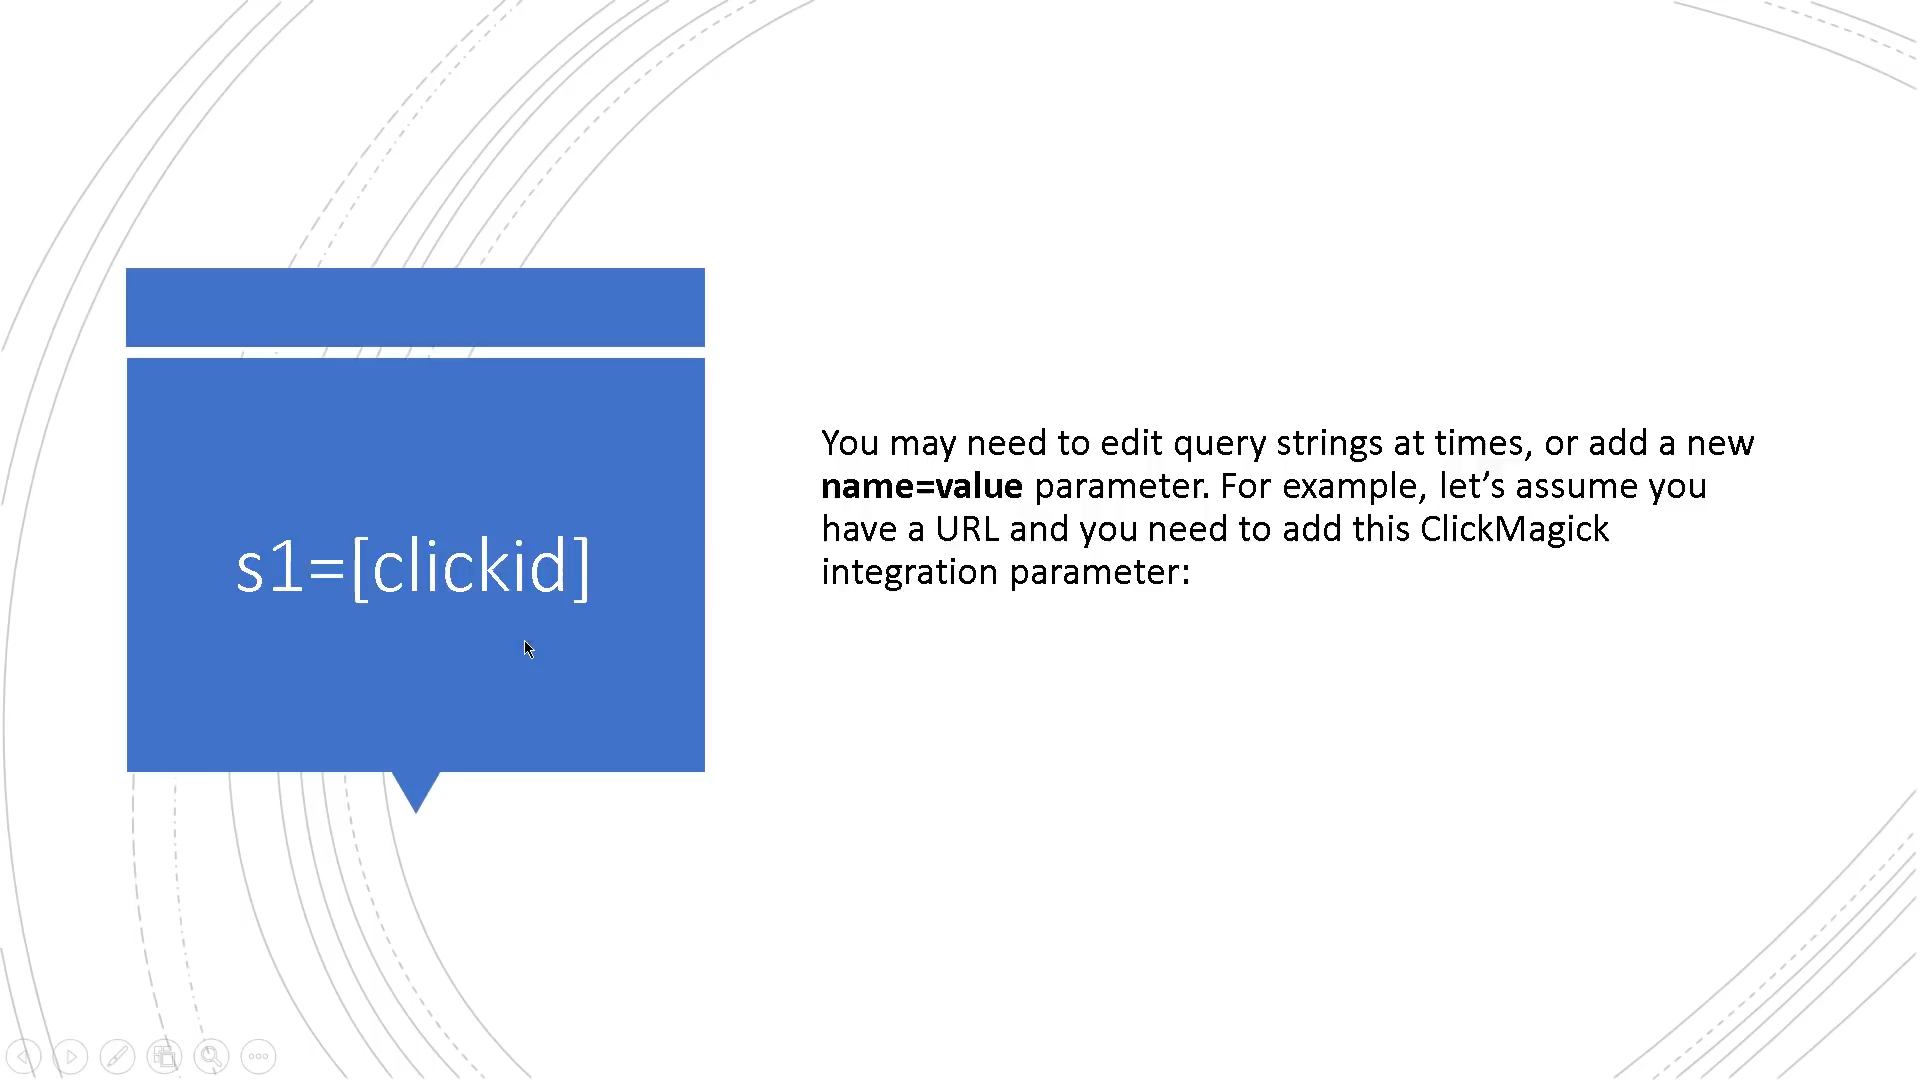 s1=[clickid]
You may need to edit query strings at times, or add a new
name=value parameter. For example, let’s assume you
have a URL and you need to add this ClickMagick
integration parameter: